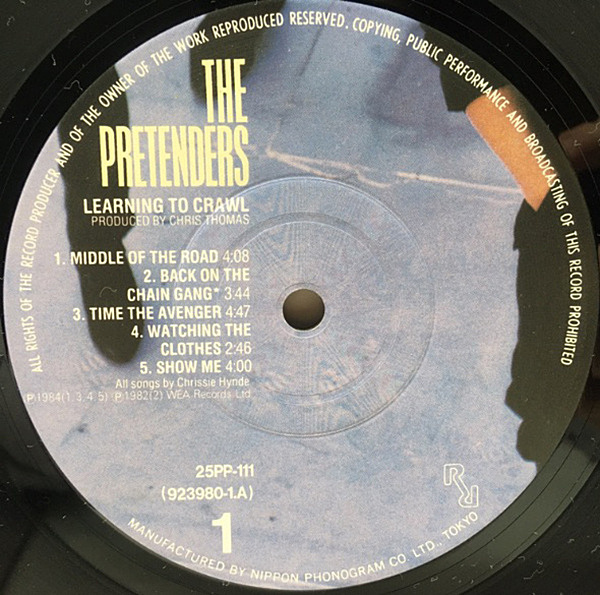 ALL RIGHTS OF THE RECORD PRODUCER AND OF THE OWNER OF THE WORK REPRODUCED RESERVED. COPYING, PUBLIC PERFORMANCE AND BROADCASTING OF THIS RECORD PROHIBITED
THE
PRETENDERS
LEARNING TO CRAWL
PRODUCED BY CHRIS THOMAS
1. MIDDLE OF THE ROAD 4:08
2. BACK ON THE
CHAIN GANG* 3:44
3. TIME THE AVENGER 4:47
4. WATCHING THE
CLOTHES 2:46
5. SHOW ME 4:00
All songs by Chrissie Hynde
℗1984(1, 3, 4, 5) ℗1982(2) WEA Records Ltd.
25PP-111
(923980-1.A)
1
MANUFACTURED BY NIPPON PHONOGRAM CO. LTD., TOKYO